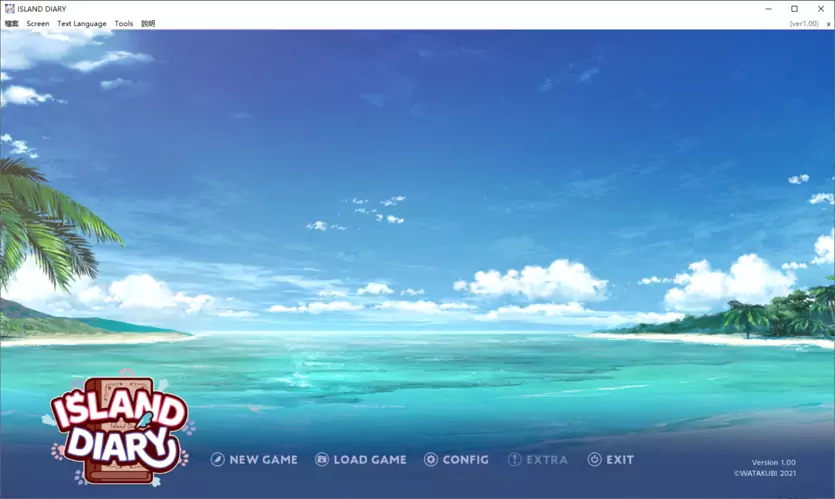 ISLAND DIARY
檔案 Screen Text Language Tools 說明 (ver1.00) x
ISLAND
DIARY
NEW GAME LOAD GAME CONFIG EXTRA EXIT
Version 1.00
©WATAKUBI 2021